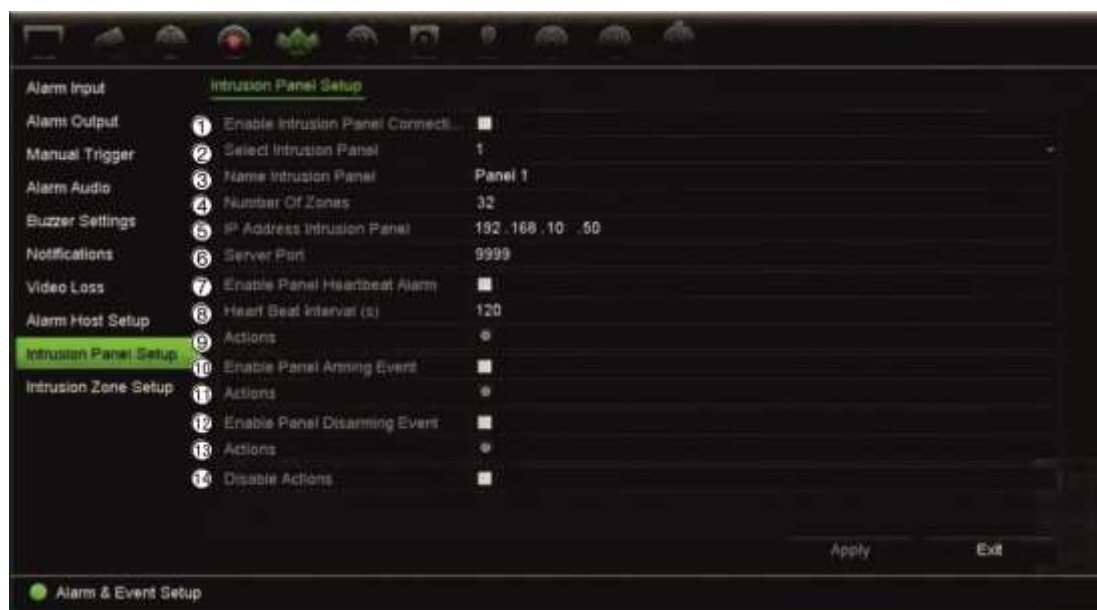 Alarm Input
Alarm Output
Manual Trigger
Alarm Audio
Buzzer Settings
Notifications
Video Loss
Alarm Host Setup
Intrusion Panel Setup
Intrusion Zone Setup
Intrusion Panel Setup
① Enable Intrusion Panel Connecti...
② Select Intrusion Panel 1
③ Name Intrusion Panel Panel 1
④ Number Of Zones 32
⑤ IP Address Intrusion Panel 192 .168 .10 .50
⑥ Server Port 9999
⑦ Enable Panel Heartbeat Alarm
⑧ Heart Beat Interval (s) 120
⑨ Actions
⑩ Enable Panel Arming Event
⑪ Actions
⑫ Enable Panel Disarming Event
⑬ Actions
⑭ Disable Actions
Apply Exit
Alarm & Event Setup